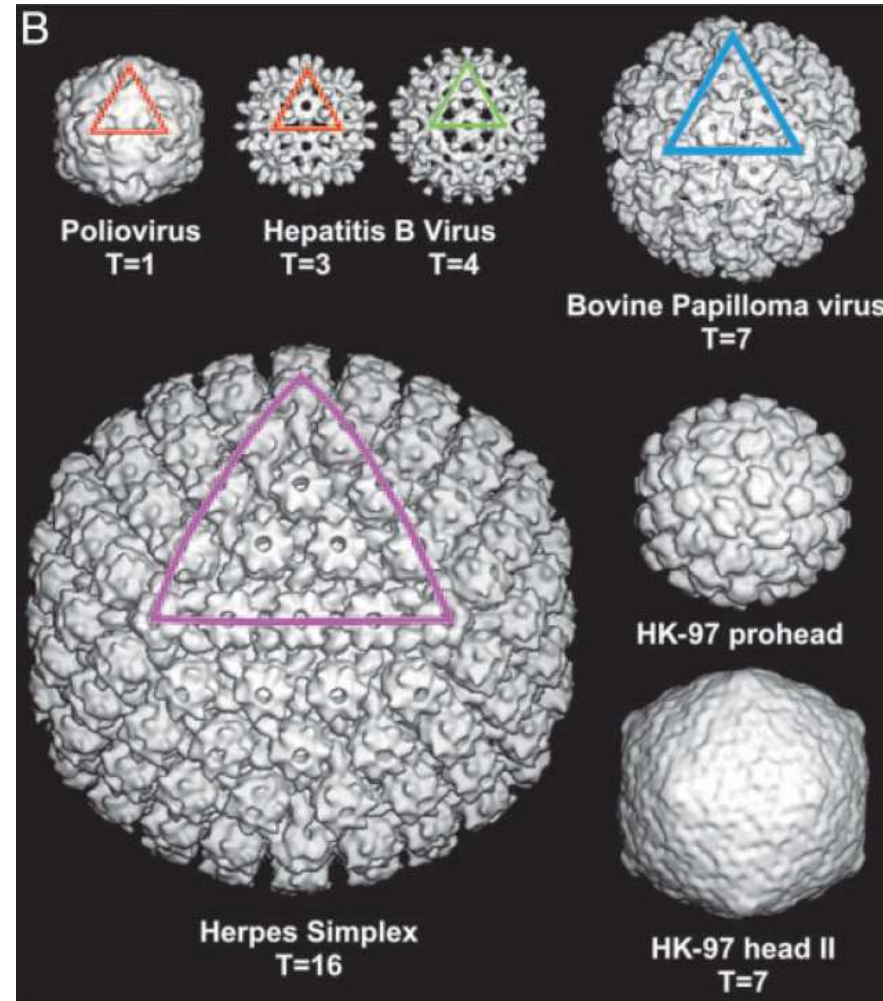 B
Poliovirus
T=1
Hepatitis B Virus
T=3 T=4
Bovine Papilloma virus
T=7
HK-97 prohead
Herpes Simplex
T=16
HK-97 head II
T=7